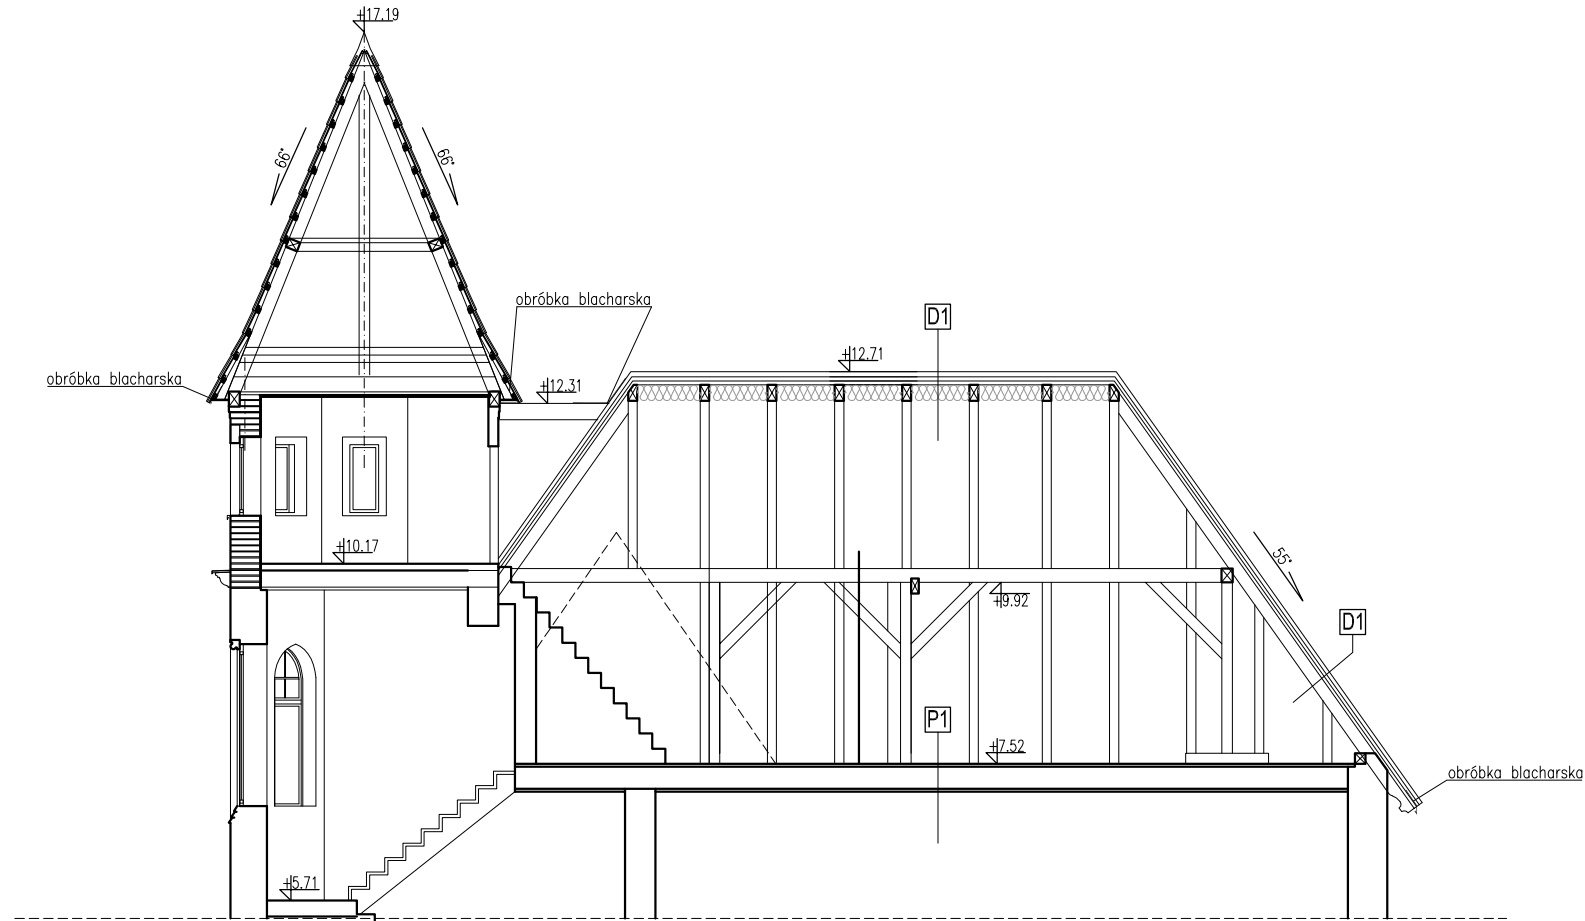 +17.19
66°
66°
obróbka blacharska
D1
+12.71
obróbka blacharska
+12.31
+10.17
55°
+9.92
D1
P1
+7.52
obróbka blacharska
+5.71